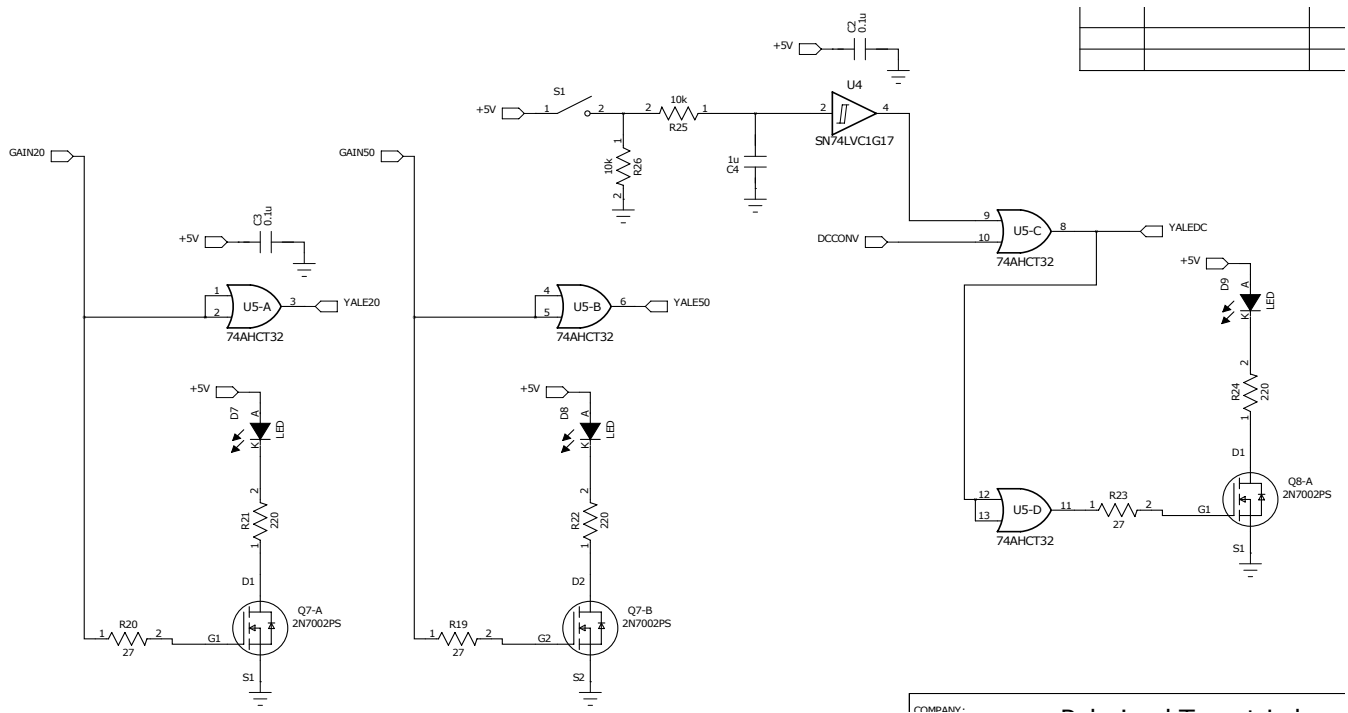 +5V
C2
0.1u
S1
+5V
1
2
2
10k
1
R25
1
10k
R26
2
1u
C4
U4
2
4
SN74LVC1G17
GAIN20
GAIN50
C3
0.1u
+5V
DCCONV
9
10
U5-C
8
74AHCT32
YALEDC
1
2
U5-A
3
YALE20
74AHCT32
4
5
U5-B
6
YALE50
74AHCT32
+5V
D9
A
K
LED
2
R24
220
1
D1
+5V
D7
A
K
LED
2
R21
220
1
D1
+5V
D8
A
K
LED
2
R22
220
1
D2
12
13
U5-D
11
74AHCT32
1
R23
2
27
G1
Q8-A
2N7002PS
S1
1
R20
2
27
G1
Q7-A
2N7002PS
S1
1
R19
2
27
G2
Q7-B
2N7002PS
S2
COMPANY: